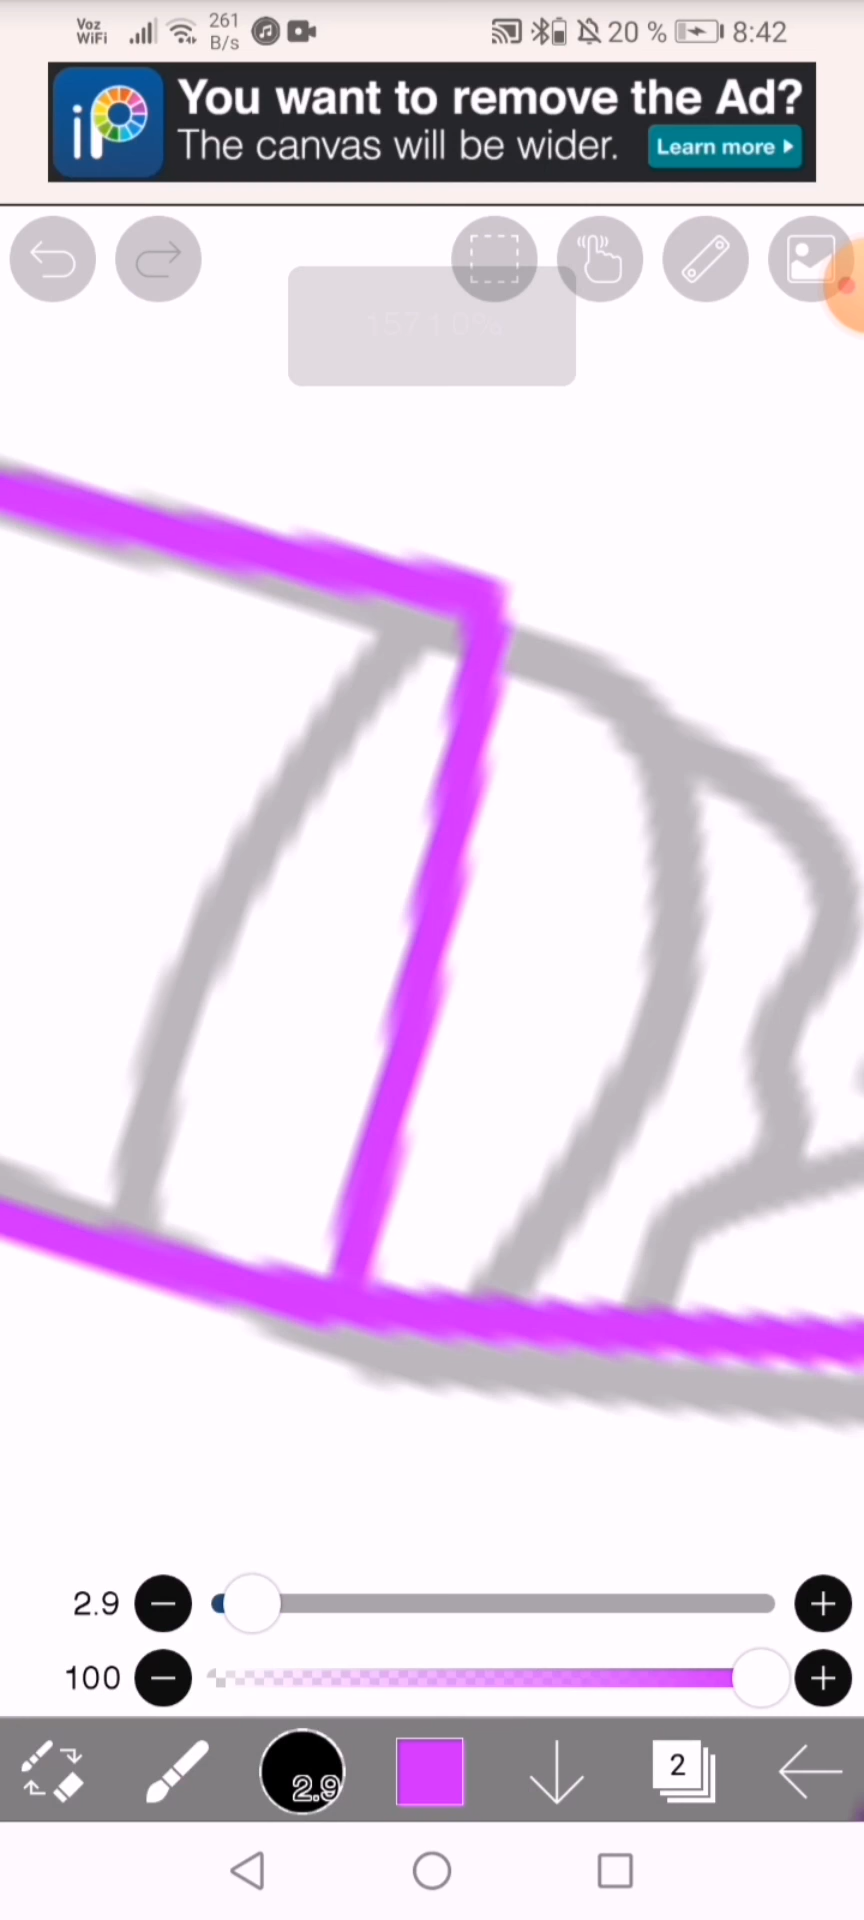 Voz WiFi 261 B/s 20 % 8:42
iP
You want to remove the Ad?
The canvas will be wider. Learn more
2.9
100
2.9 2